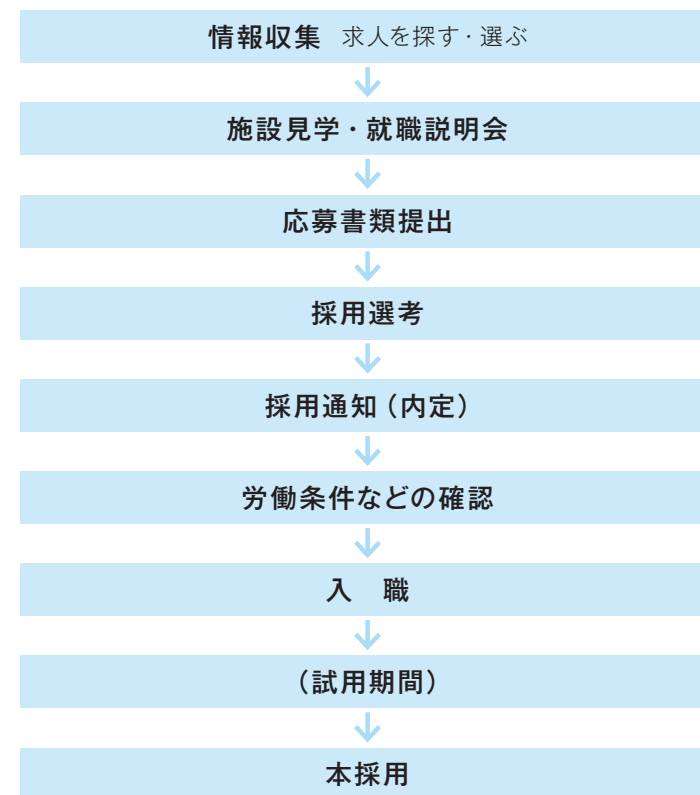 情報収集 求人を探す・選ぶ
施設見学・就職説明会
応募書類提出
採用選考
採用通知（内定）
労働条件などの確認
入　職
（試用期間）
本採用